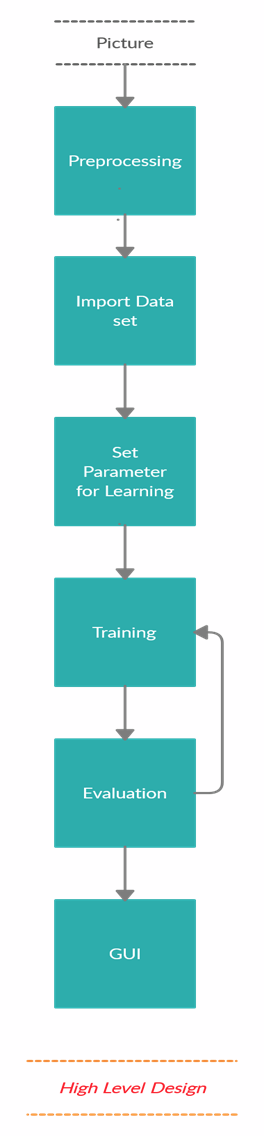 Picture
Preprocessing
Import Data
set
Set
Parameter
for Learning
Training
Evaluation
GUI
High Level Design